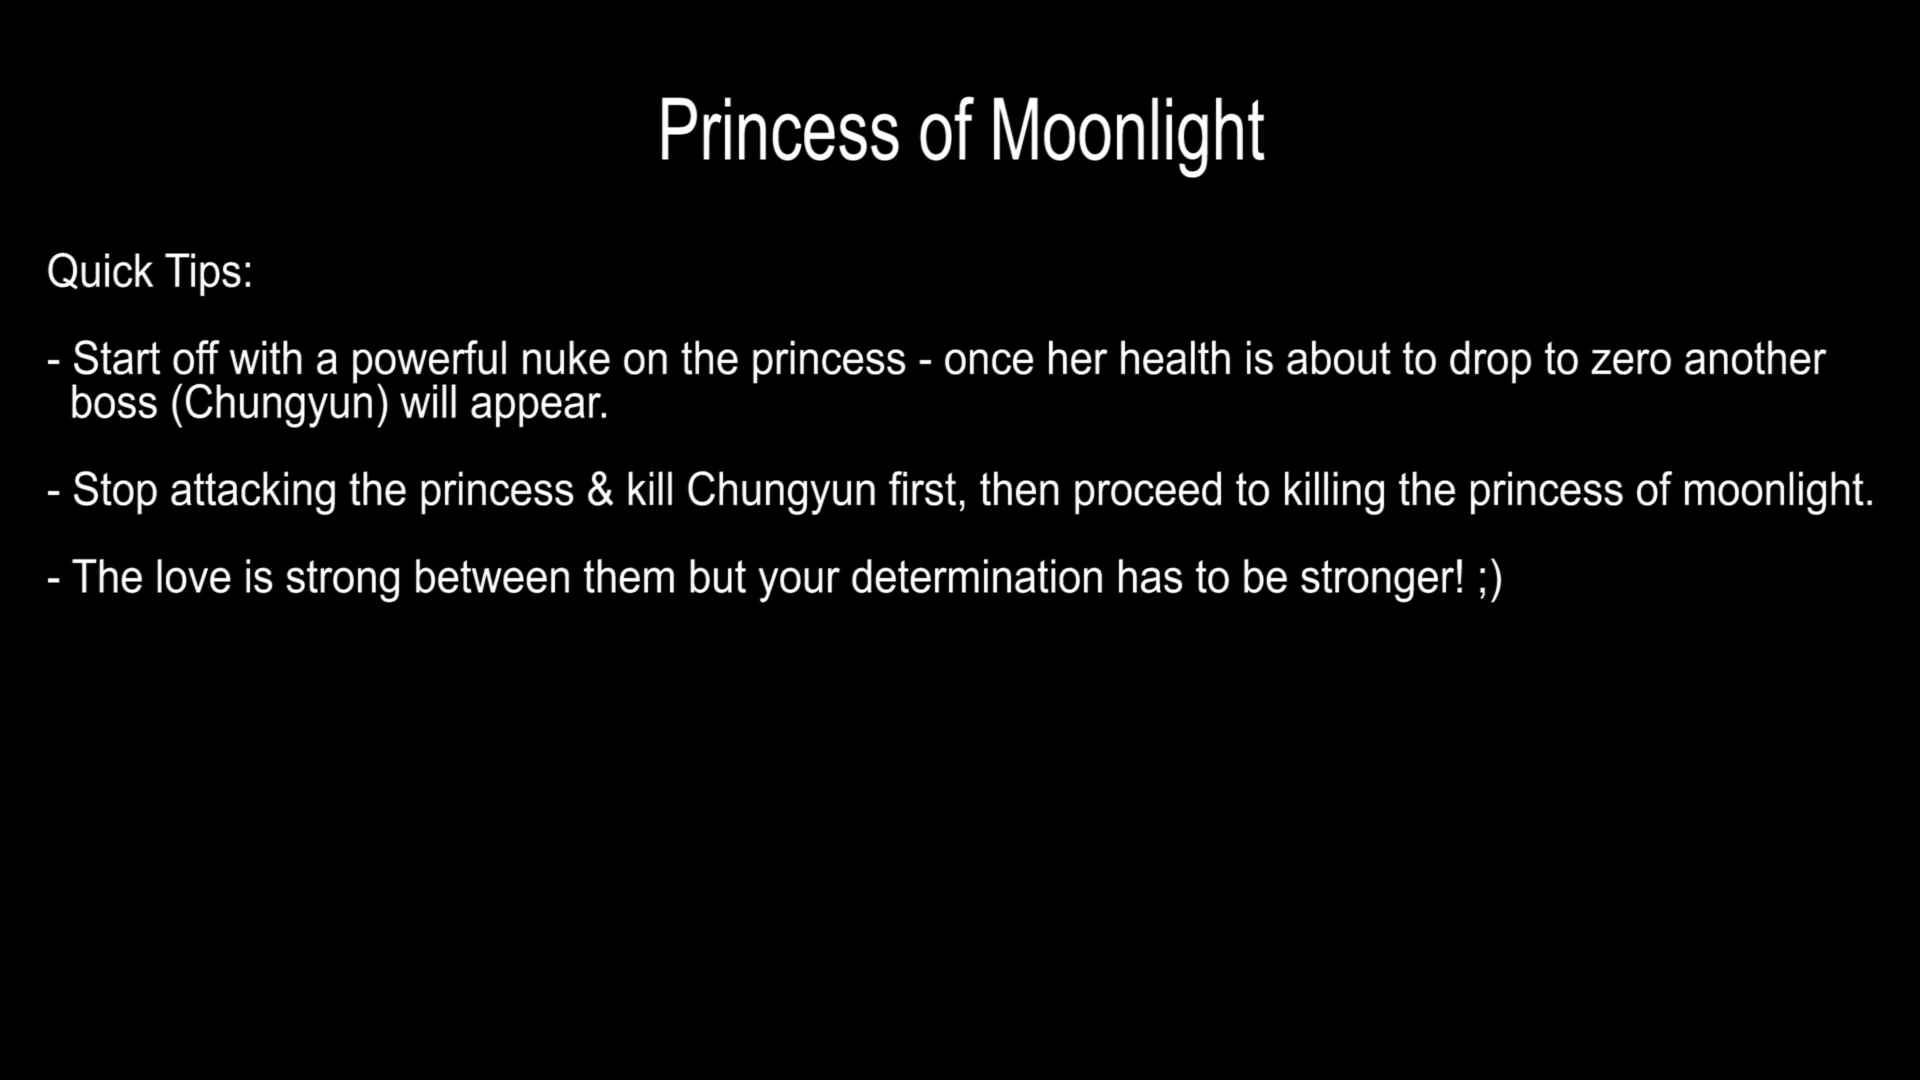 Princess of Moonlight
Quick Tips:
- Start off with a powerful nuke on the princess - once her health is about to drop to zero another
boss (Chungyun) will appear.
- Stop attacking the princess & kill Chungyun first, then proceed to killing the princess of moonlight.
- The love is strong between them but your determination has to be stronger! ;)